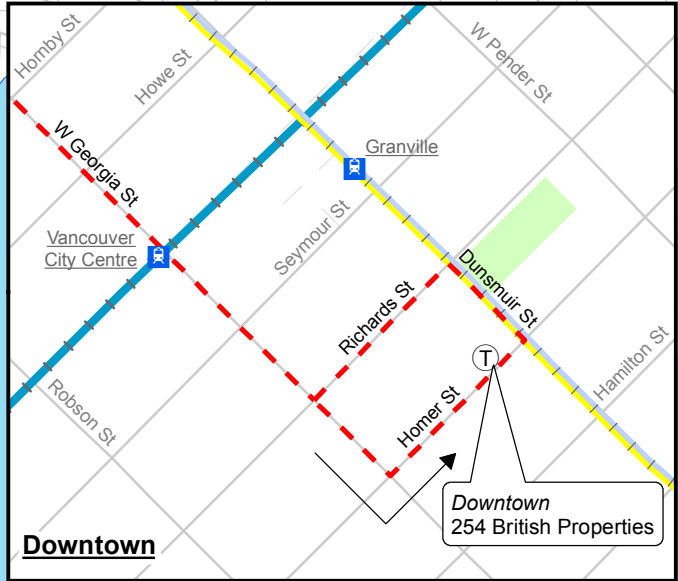 Hornby St
Howe St
W Pender St
W Georgia St
Granville
Vancouver
City Centre
Seymour St
Dunsmuir St
Richards St
Robson St
Homer St
Hamilton St
T
Downtown
254 British Properties
Downtown